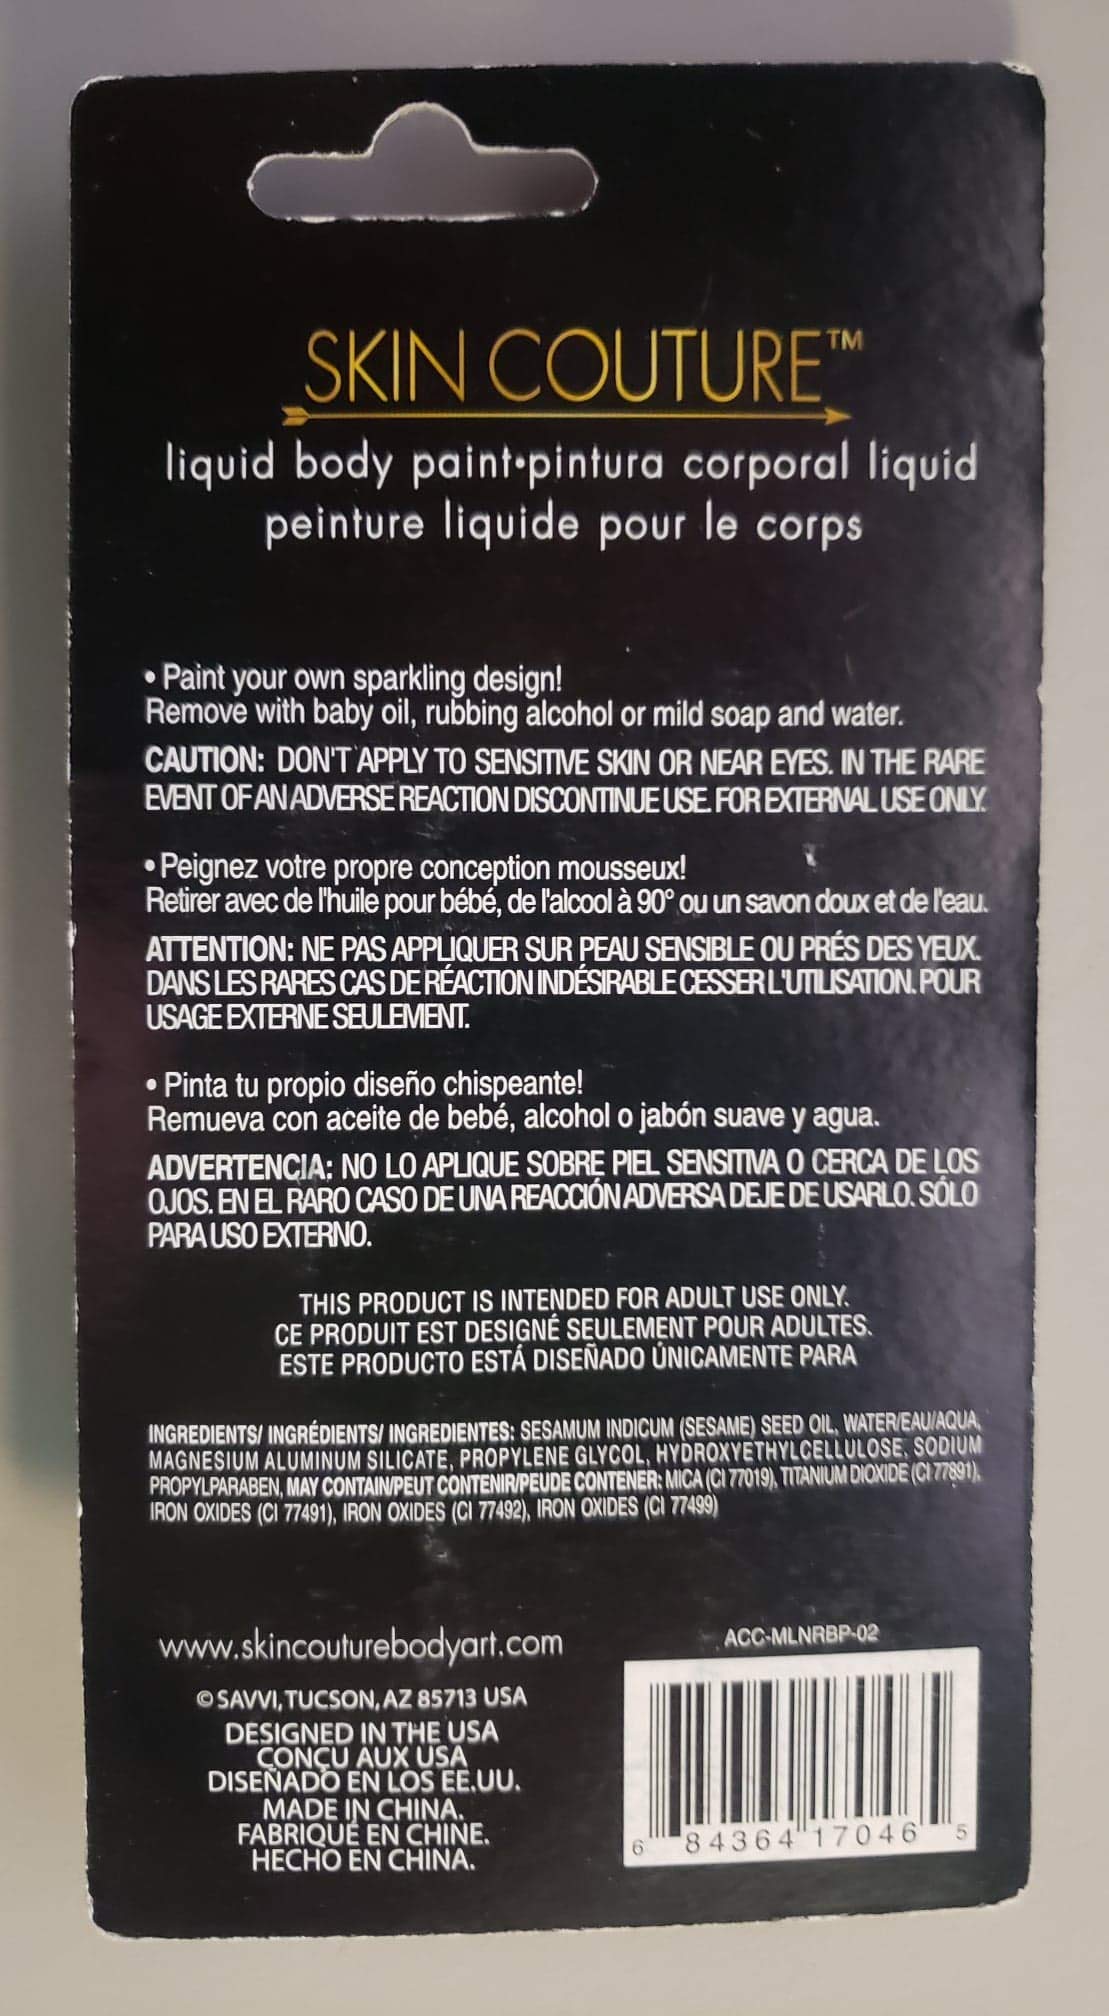 SKIN COUTURE™
liquid body paint•pintura corporal liquid
peinture liquide pour le corps
• Paint your own sparkling design!
Remove with baby oil, rubbing alcohol or mild soap and water.
CAUTION: DON'T APPLY TO SENSITIVE SKIN OR NEAR EYES. IN THE RARE
EVENT OF AN ADVERSE REACTION DISCONTINUE USE. FOR EXTERNAL USE ONLY.
• Peignez votre propre conception mousseux!
Retirer avec de l'huile pour bébé, de l'alcool à 90° ou un savon doux et de l'eau.
ATTENTION: NE PAS APPLIQUER SUR PEAU SENSIBLE OU PRÉS DES YEUX.
DANS LES RARES CAS DE RÉACTION INDÉSIRABLE CESSER L'UTILISATION. POUR
USAGE EXTERNE SEULEMENT.
• Pinta tu propio diseño chispeante!
Remueva con aceite de bebé, alcohol o jabón suave y agua.
ADVERTENCIA: NO LO APLIQUE SOBRE PIEL SENSITIVA O CERCA DE LOS
OJOS. EN EL RARO CASO DE UNA REACCIÓN ADVERSA DEJE DE USARLO. SÓLO
PARA USO EXTERNO.
THIS PRODUCT IS INTENDED FOR ADULT USE ONLY.
CE PRODUIT EST DESIGNÉ SEULEMENT POUR ADULTES.
ESTE PRODUCTO ESTÁ DISEÑADO ÚNICAMENTE PARA
INGREDIENTS/ INGRÉDIENTS/ INGREDIENTES: SESAMUM INDICUM (SESAME) SEED OIL, WATER/EAU/AQUA,
MAGNESIUM ALUMINUM SILICATE, PROPYLENE GLYCOL, HYDROXYETHYLCELLULOSE, SODIUM
PROPYLPARABEN, MAY CONTAIN/PEUT CONTENIR/PEUDE CONTENER: MICA (CI 77019), TITANIUM DIOXIDE (CI 77891),
IRON OXIDES (CI 77491), IRON OXIDES (CI 77492), IRON OXIDES (CI 77499)
www.skincouturebodyart.com
© SAVVI, TUCSON, AZ 85713 USA
DESIGNED IN THE USA
CONÇU AUX USA
DISEÑADO EN LOS EE.UU.
MADE IN CHINA.
FABRIQUÉ EN CHINE.
HECHO EN CHINA.
ACC-MLNRBP-02
6 84364 17046 5